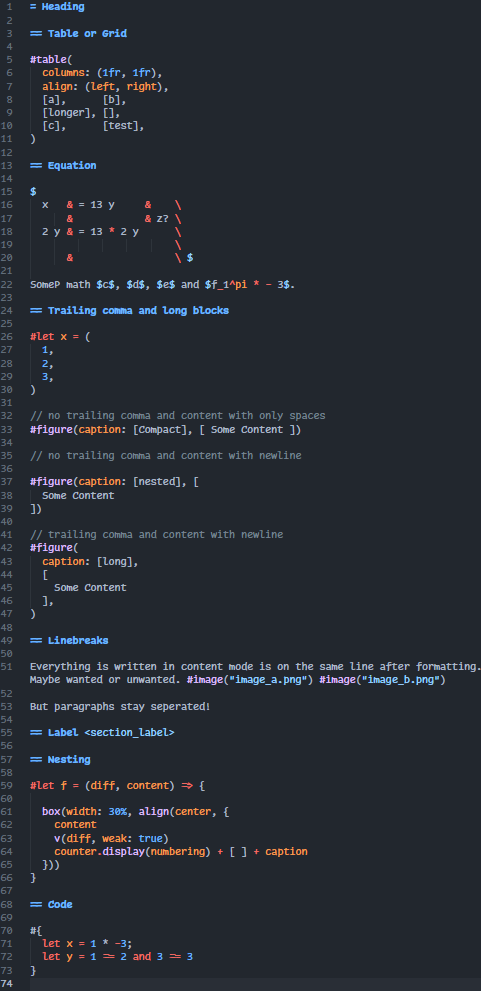 1 = Heading
2
3 == Table or Grid
4
5 #table(
6   columns: (1fr, 1fr),
7   align: (left, right),
8   [a],      [b],
9   [longer], [],
10   [c],      [test],
11 )
12
13 == Equation
14
15 $
16   x   & = 13 y     &    \
17       &            & z? \
18   2 y & = 13 * 2 y      \
19                         \
20       &                 \ $
21
22 SomeP math $c$, $d$, $e$ and $f_1^pi * - 3$.
23
24 == Trailing comma and long blocks
25
26 #let x = (
27   1,
28   2,
29   3,
30 )
31
32 // no trailing comma and content with only spaces
33 #figure(caption: [Compact], [ Some Content ])
34
35 // no trailing comma and content with newline
36
37 #figure(caption: [nested], [
38   Some Content
39 ])
40
41 // trailing comma and content with newline
42 #figure(
43   caption: [long],
44   [
45     Some Content
46   ],
47 )
48
49 == Linebreaks
50
51 Everything is written in content mode is on the same line after formatting.
Maybe wanted or unwanted. #image("image_a.png") #image("image_b.png")
52
53 But paragraphs stay seperated!
54
55 == Label <section_label>
56
57 == Nesting
58
59 #let f = (diff, content) => {
60
61   box(width: 30%, align(center, {
62     content
63     v(diff, weak: true)
64     counter.display(numbering) + [ ] + caption
65   }))
66 }
67
68 == Code
69
70 #{
71   let x = 1 * -3;
72   let y = 1 == 2 and 3 == 3
73 }
74